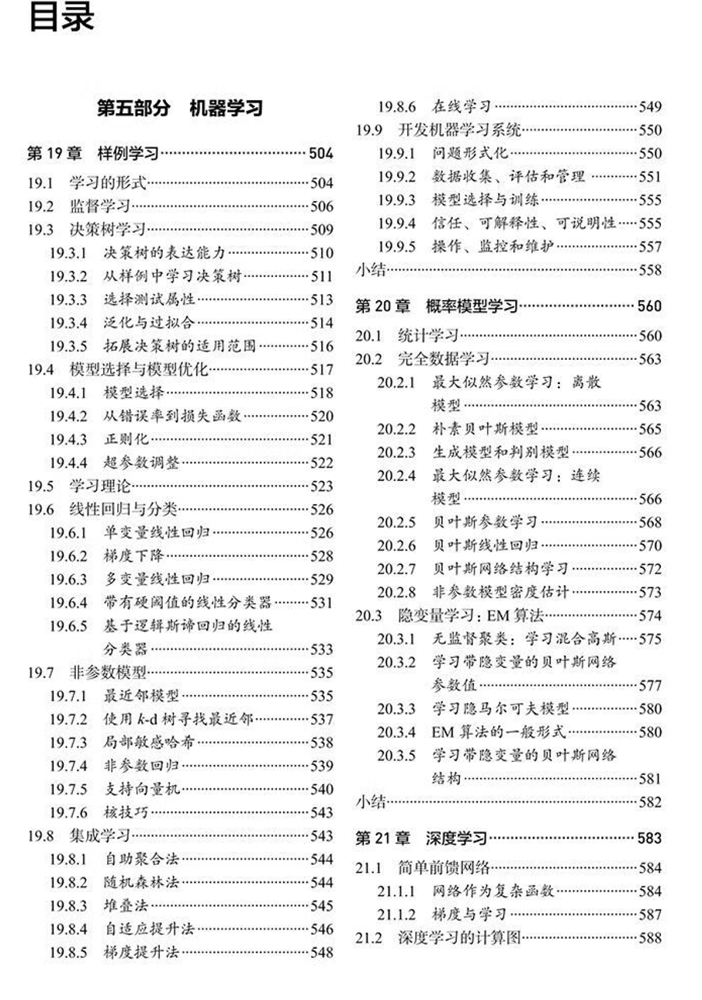 目录
第五部分 机器学习
第 19 章 样例学习……………………………504
19.1 学习的形式……………………………504
19.2 监督学习………………………………506
19.3 决策树学习……………………………509
19.3.1 决策树的表达能力………………510
19.3.2 从样例中学习决策树……………511
19.3.3 选择测试属性……………………513
19.3.4 泛化与过拟合……………………514
19.3.5 拓展决策树的适用范围…………516
19.4 模型选择与模型优化…………………517
19.4.1 模型选择…………………………518
19.4.2 从错误率到损失函数……………520
19.4.3 正则化……………………………521
19.4.4 超参数调整………………………522
19.5 学习理论………………………………523
19.6 线性回归与分类………………………526
19.6.1 单变量线性回归…………………526
19.6.2 梯度下降…………………………528
19.6.3 多变量线性回归…………………529
19.6.4 带有硬阈值的线性分类器………531
19.6.5 基于逻辑斯谛回归的线性
分类器……………………………533
19.7 非参数模型……………………………535
19.7.1 最近邻模型………………………535
19.7.2 使用 k-d 树寻找最近邻…………537
19.7.3 局部敏感哈希……………………538
19.7.4 非参数回归………………………539
19.7.5 支持向量机………………………540
19.7.6 核技巧……………………………543
19.8 集成学习………………………………543
19.8.1 自助聚合法………………………544
19.8.2 随机森林法………………………544
19.8.3 堆叠法……………………………545
19.8.4 自适应提升法……………………546
19.8.5 梯度提升法………………………548
19.8.6 在线学习…………………………549
19.9 开发机器学习系统……………………550
19.9.1 问题形式化………………………550
19.9.2 数据收集、评估和管理…………551
19.9.3 模型选择与训练…………………555
19.9.4 信任、可解释性、可说明性……555
19.9.5 操作、监控和维护………………557
小结…………………………………………558
第 20 章 概率模型学习………………………560
20.1 统计学习………………………………560
20.2 完全数据学习…………………………563
20.2.1 最大似然参数学习：离散
模型………………………………563
20.2.2 朴素贝叶斯模型…………………565
20.2.3 生成模型和判别模型……………566
20.2.4 最大似然参数学习：连续
模型………………………………566
20.2.5 贝叶斯参数学习…………………568
20.2.6 贝叶斯线性回归…………………570
20.2.7 贝叶斯网络结构学习……………572
20.2.8 非参数模型密度估计……………573
20.3 隐变量学习：EM 算法………………574
20.3.1 无监督聚类：学习混合高斯……575
20.3.2 学习带隐变量的贝叶斯网络
参数值……………………………577
20.3.3 学习隐马尔可夫模型……………580
20.3.4 EM 算法的一般形式……………580
20.3.5 学习带隐变量的贝叶斯网络
结构………………………………581
小结…………………………………………582
第 21 章 深度学习……………………………583
21.1 简单前馈网络…………………………584
21.1.1 网络作为复杂函数………………584
21.1.2 梯度与学习………………………587
21.2 深度学习的计算图……………………588